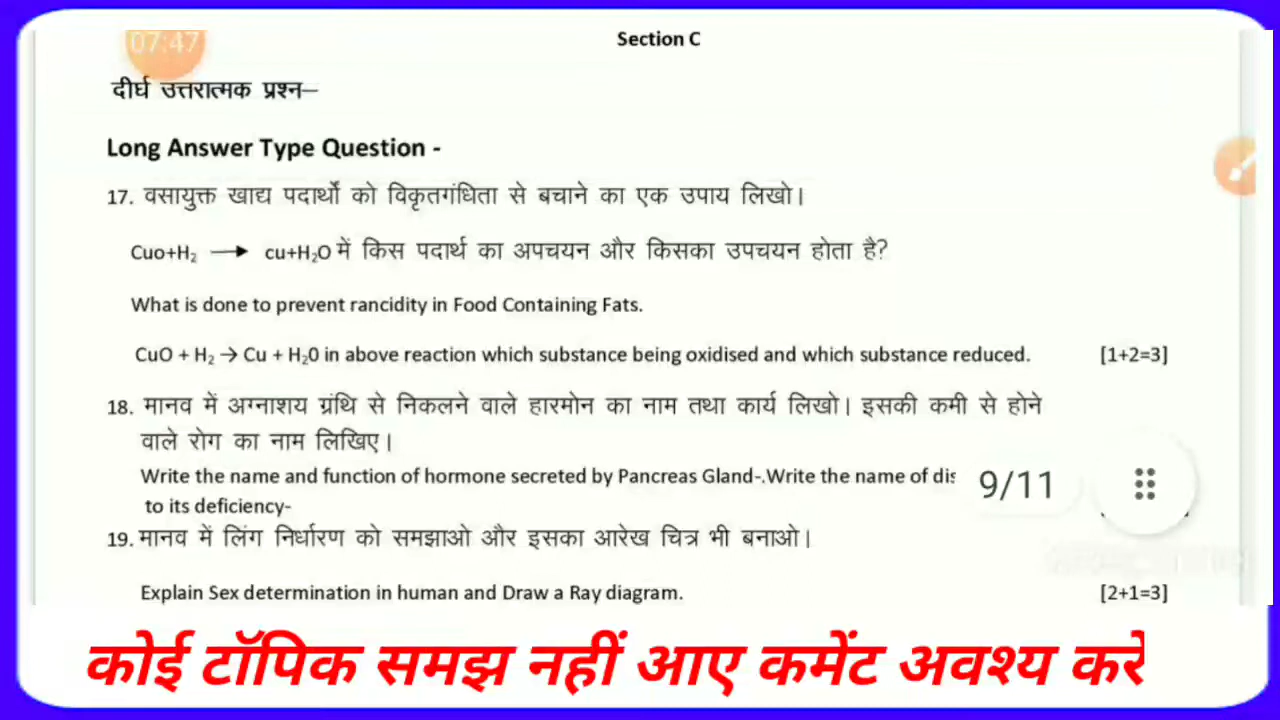 07:47
Section C
दीर्घ उत्तरात्मक प्रश्न–
Long Answer Type Question -
17. वसायुक्त खाद्य पदार्थों को विकृतगंधिता से बचाने का एक उपाय लिखो।
Cuo+H₂ → cu+H₂O में किस पदार्थ का अपचयन और किसका उपचयन होता है?
What is done to prevent rancidity in Food Containing Fats.
CuO + H₂ → Cu + H₂0 in above reaction which substance being oxidised and which substance reduced. [1+2=3]
18. मानव में अग्नाशय ग्रंथि से निकलने वाले हारमोन का नाम तथा कार्य लिखो। इसकी कमी से होने
वाले रोग का नाम लिखिए।
Write the name and function of hormone secreted by Pancreas Gland-.Write the name of dis
9/11
to its deficiency-
19. मानव में लिंग निर्धारण को समझाओ और इसका आरेख चित्र भी बनाओ।
Explain Sex determination in human and Draw a Ray diagram. [2+1=3]
कोई टॉपिक समझ नहीं आए कमेंट अवश्य करे